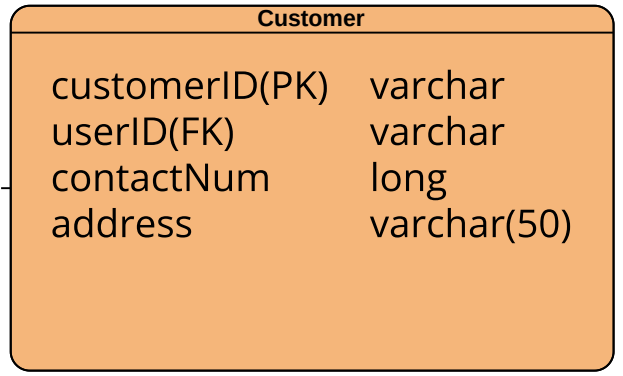 Customer
customerID(PK) varchar
userID(FK) varchar
contactNum long
address varchar(50)